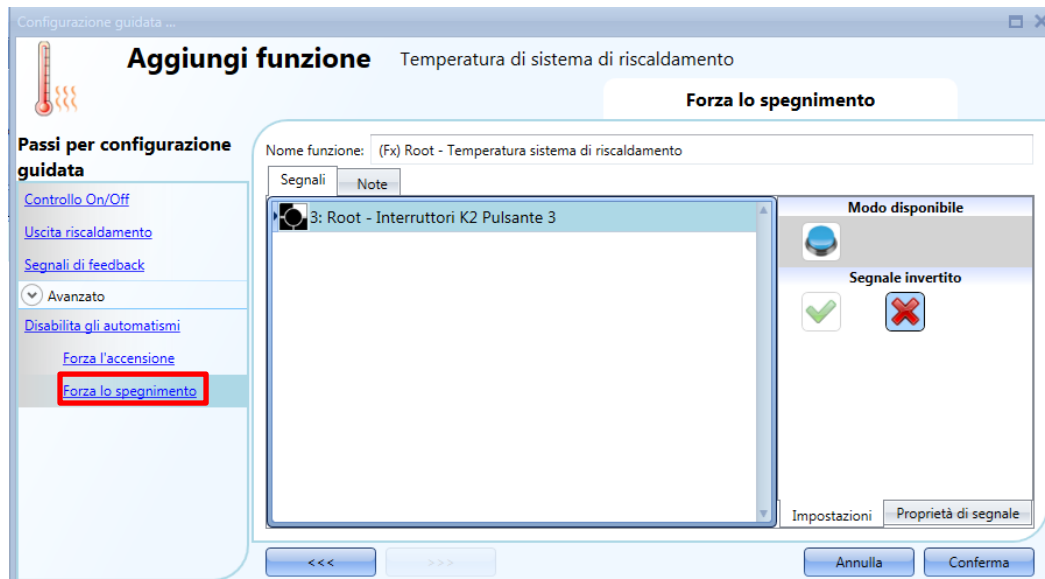 Configurazione guidata ...
Aggiungi funzione
Temperatura di sistema di riscaldamento
Forza lo spegnimento
Passi per configurazione
guidata
Controllo On/Off
Uscita riscaldamento
Segnali di feedback
Avanzato
Disabilita gli automatismi
Forza l'accensione
Forza lo spegnimento
Nome funzione:
(Fx) Root - Temperatura sistema di riscaldamento
Segnali
Note
3: Root - Interruttori K2 Pulsante 3
Modo disponibile
Segnale invertito
Impostazioni
Proprietà di segnale
<<<
>>>
Annulla
Conferma